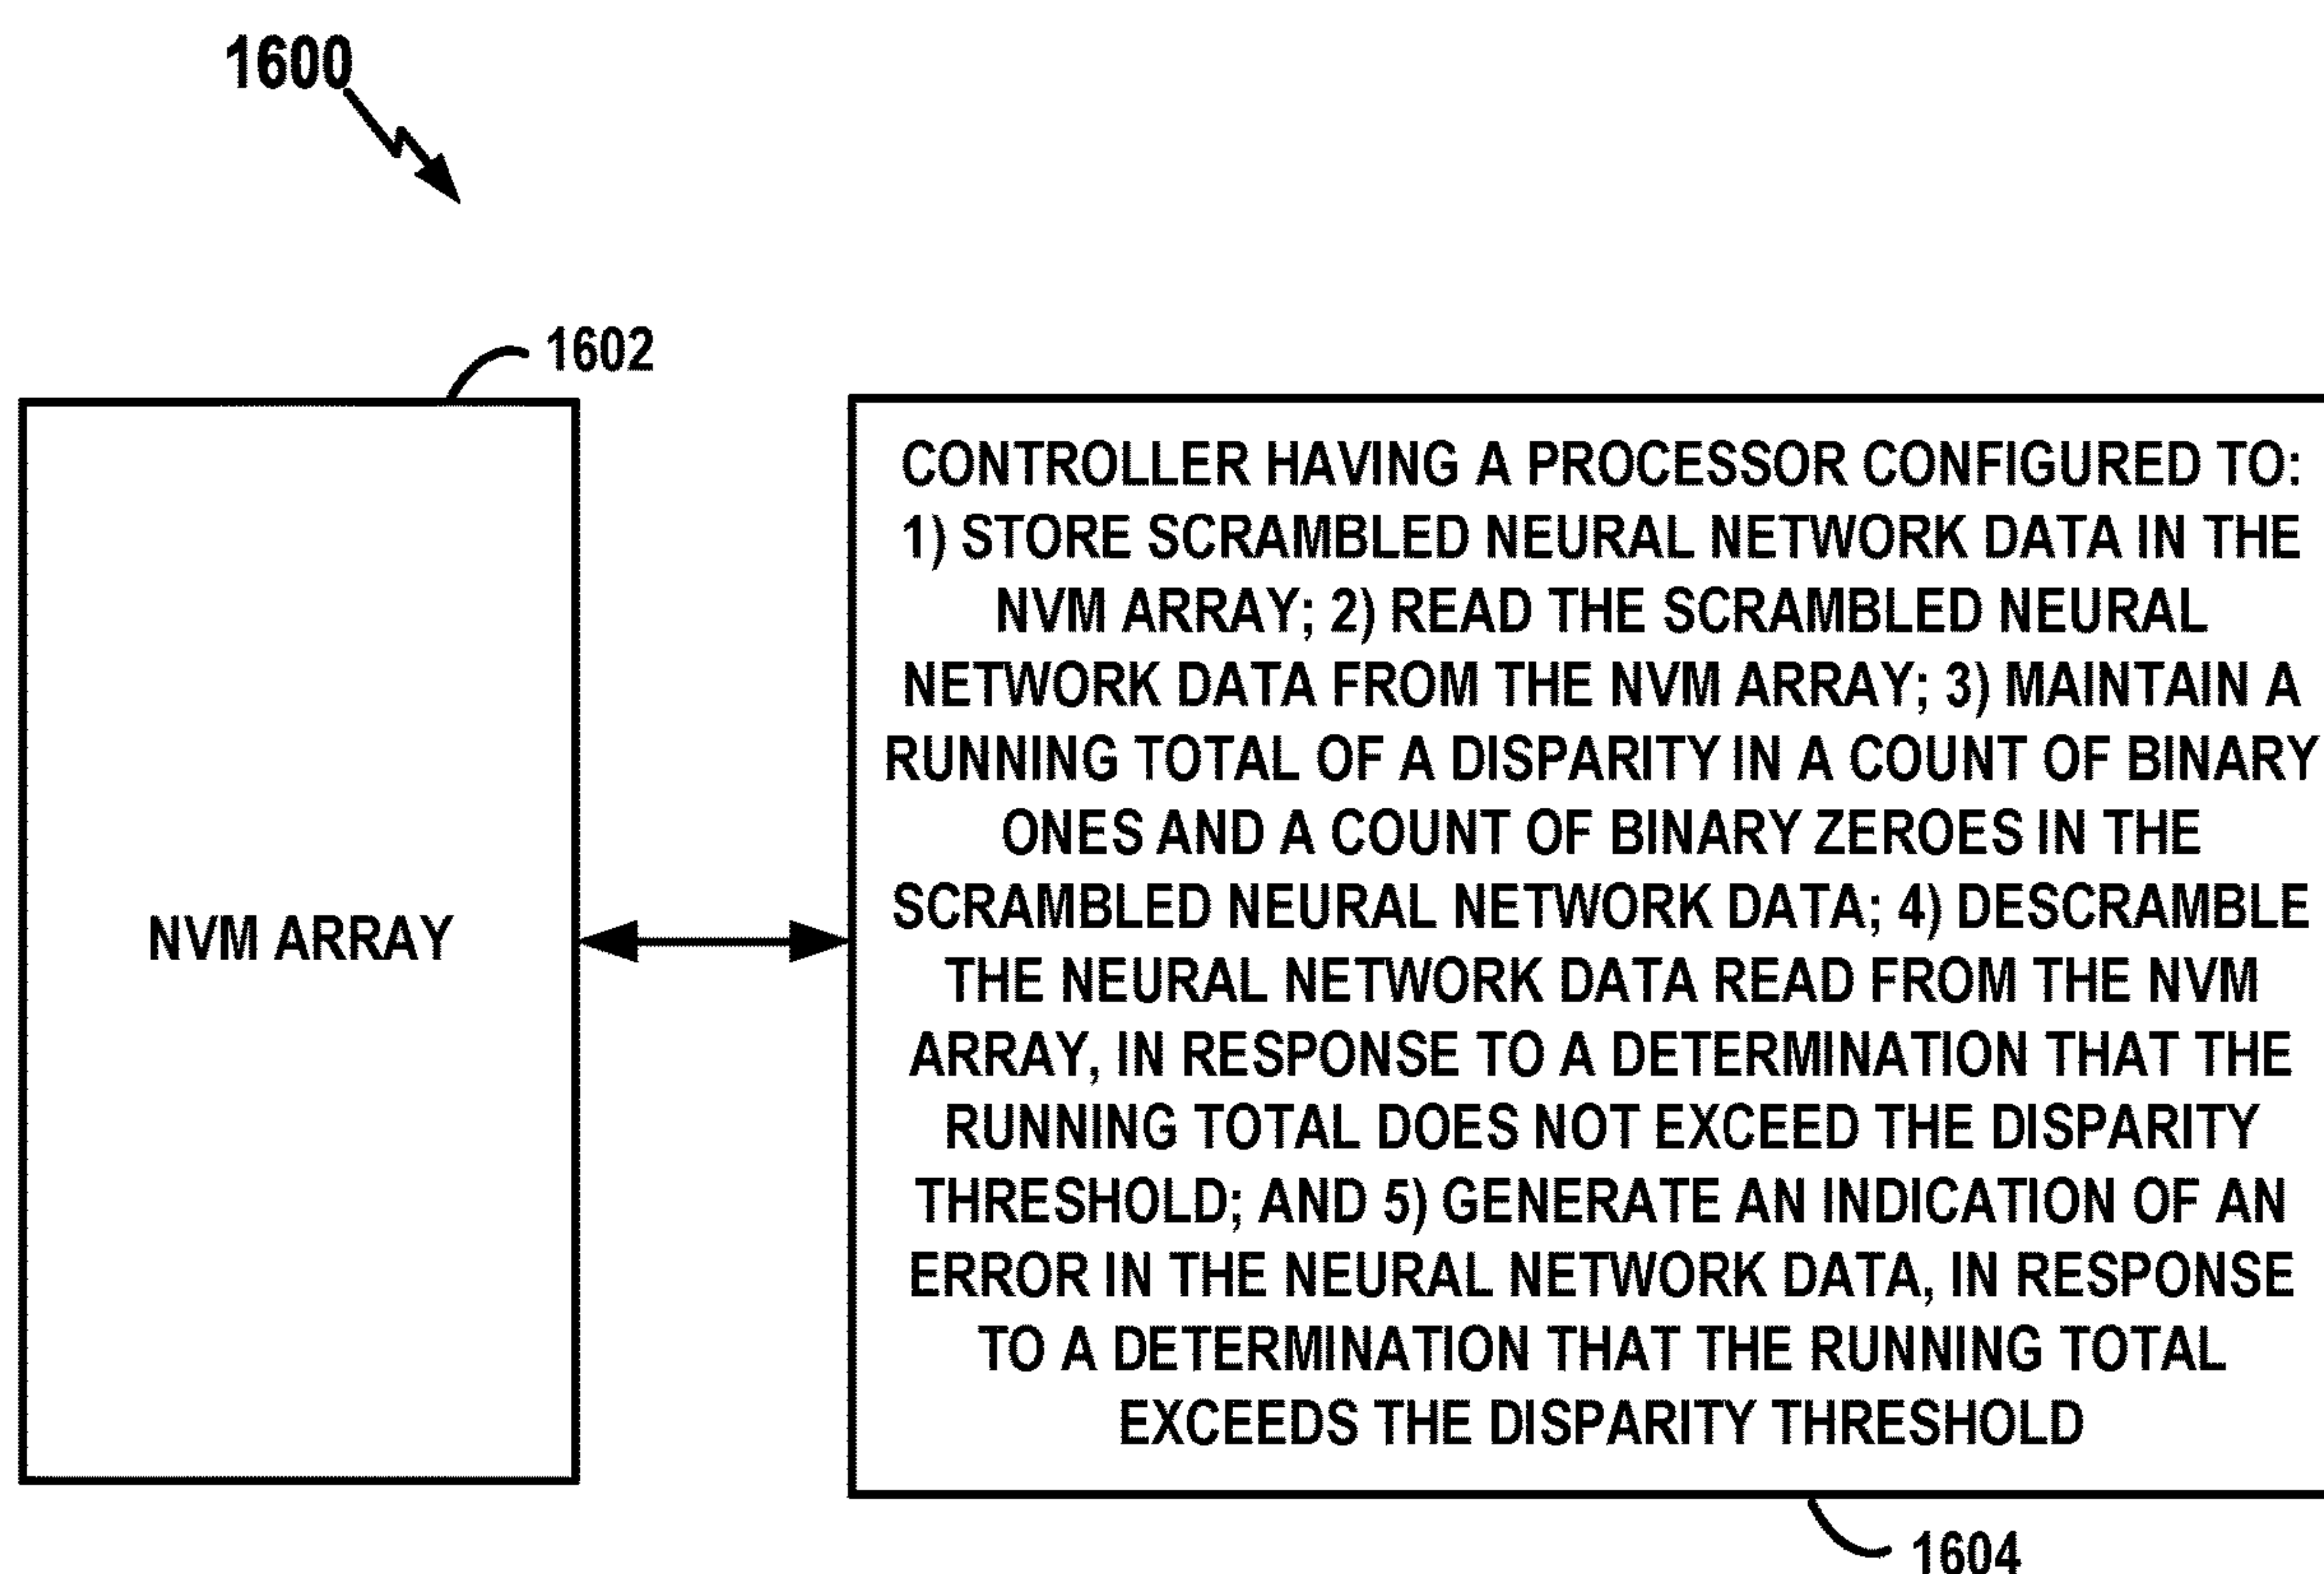 1600
1602
NVM ARRAY
CONTROLLER HAVING A PROCESSOR CONFIGURED TO:
1) STORE SCRAMBLED NEURAL NETWORK DATA IN THE
NVM ARRAY; 2) READ THE SCRAMBLED NEURAL
NETWORK DATA FROM THE NVM ARRAY; 3) MAINTAIN A
RUNNING TOTAL OF A DISPARITY IN A COUNT OF BINARY
ONES AND A COUNT OF BINARY ZEROES IN THE
SCRAMBLED NEURAL NETWORK DATA; 4) DESCRAMBLE
THE NEURAL NETWORK DATA READ FROM THE NVM
ARRAY, IN RESPONSE TO A DETERMINATION THAT THE
RUNNING TOTAL DOES NOT EXCEED THE DISPARITY
THRESHOLD; AND 5) GENERATE AN INDICATION OF AN
ERROR IN THE NEURAL NETWORK DATA, IN RESPONSE
TO A DETERMINATION THAT THE RUNNING TOTAL
EXCEEDS THE DISPARITY THRESHOLD
1604